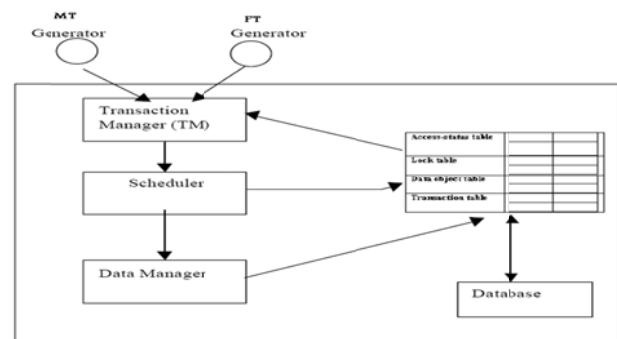 MT
Generator
FT
Generator
Transaction
Manager (TM)
Access-status table
Lock table
Data object table
Transaction table
Scheduler
Data Manager
Database